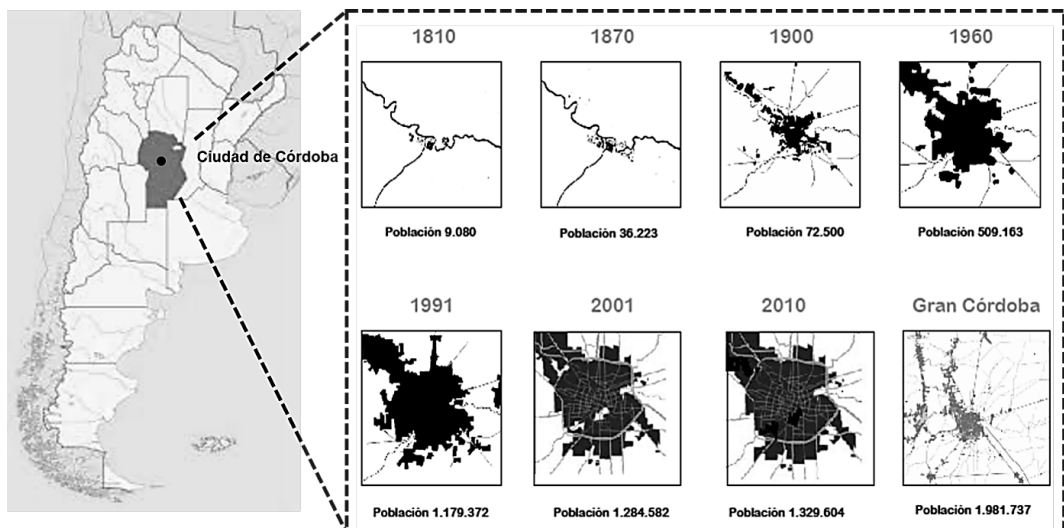 Ciudad de Córdoba
1810 1870 1900 1960
Población 9.080 Población 36.223 Población 72.500 Población 509.163
1991 2001 2010 Gran Córdoba
Población 1.179.372 Población 1.284.582 Población 1.329.604 Población 1.981.737